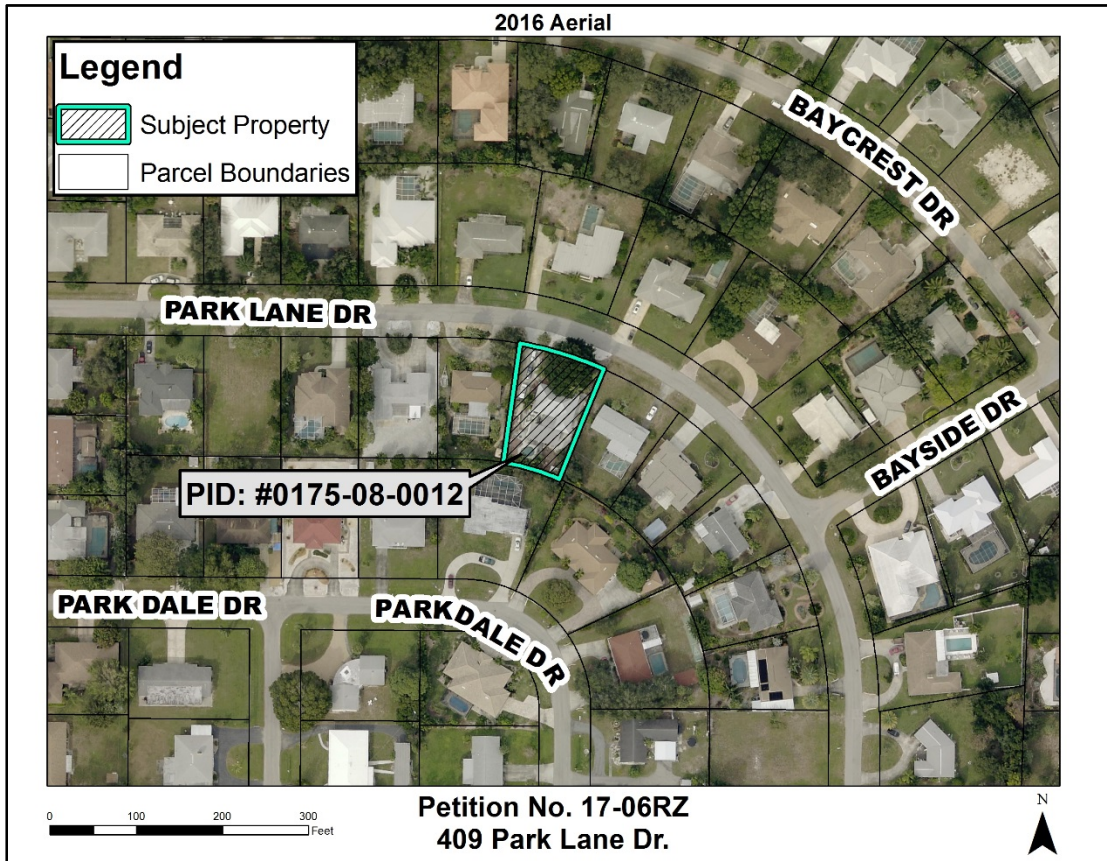 2016 Aerial
Legend
Subject Property
Parcel Boundaries
BAYCREST DR
PARK LANE DR
BAYSIDE DR
PID: #0175-08-0012
PARK DALE DR
PARKDALE DR
0 100 200 300
Feet
Petition No. 17-06RZ
409 Park Lane Dr.
N